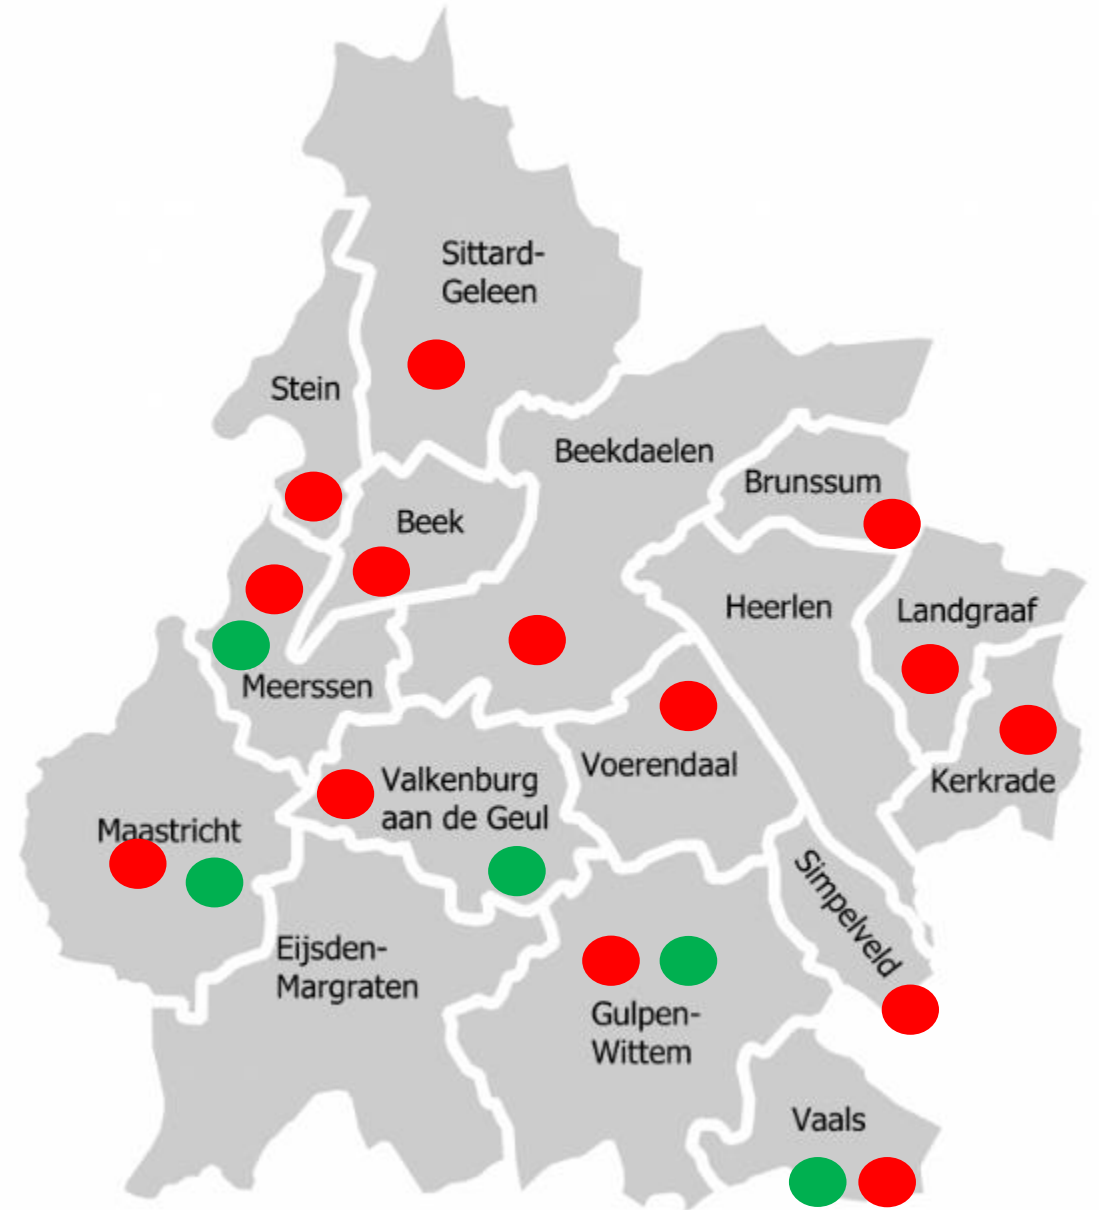 Sittard-
Geleen
Stein
Beekdaelen
Brunssum
Beek
Heerlen
Landgraaf
Meerssen
Voerendaal
Valkenburg
aan de Geul
Kerkrade
Maastricht
Simpelveld
Eijsden-
Margraten
Gulpen-
Wittem
Vaals